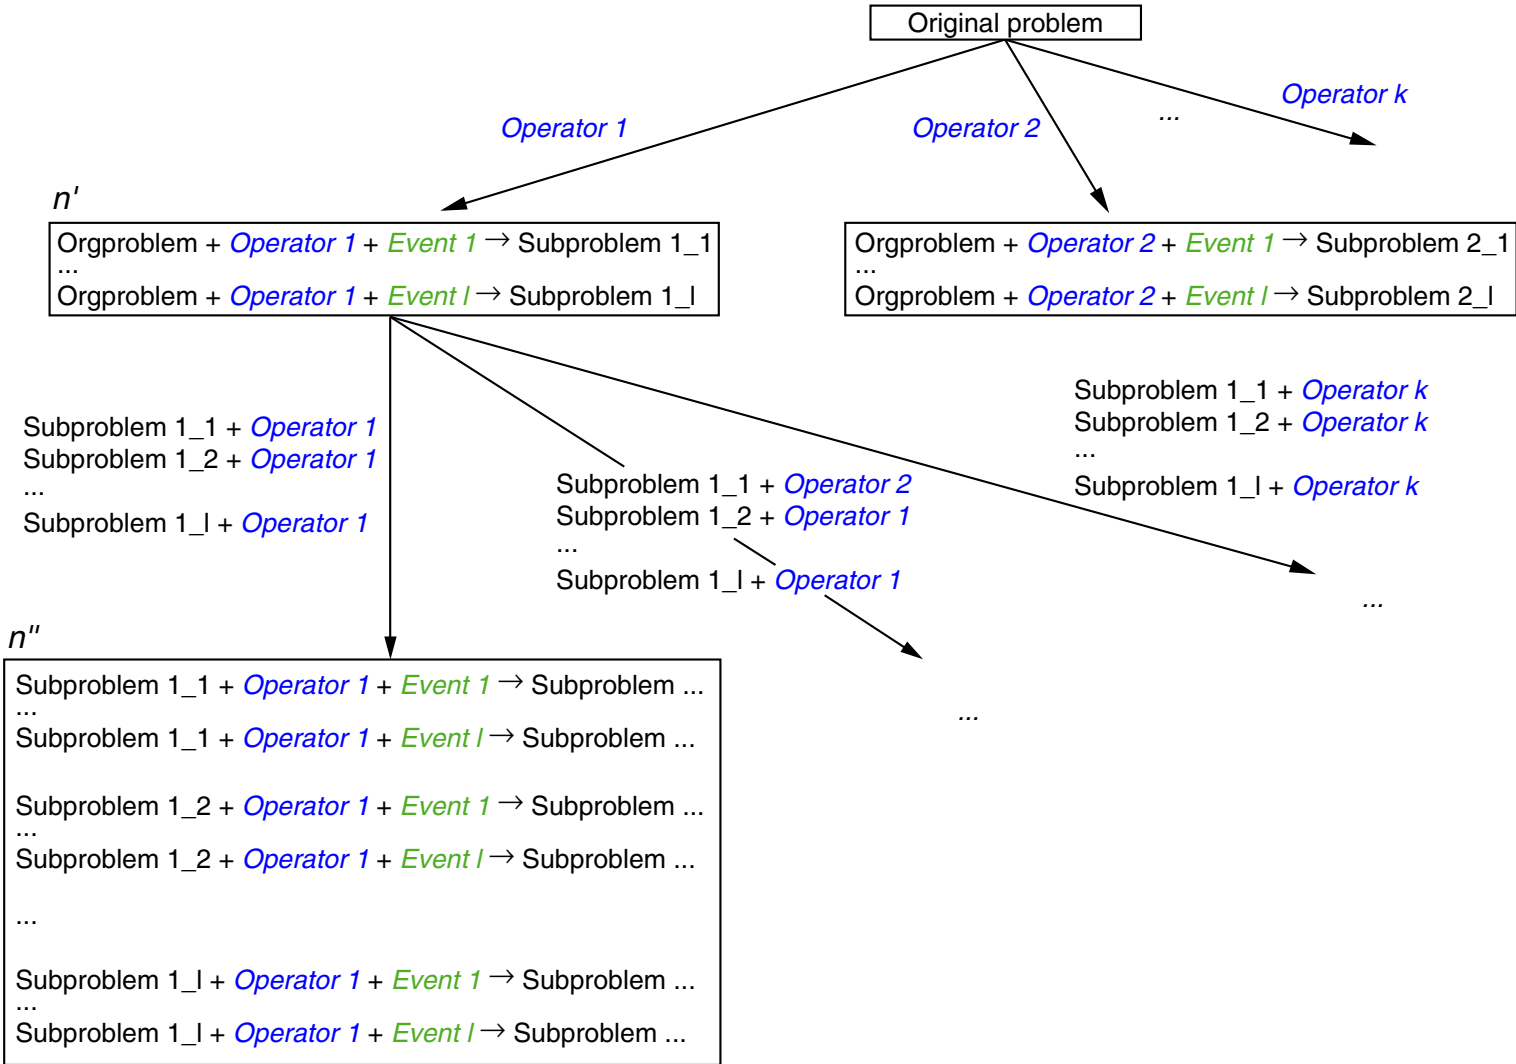 Original problem
Operator k
...
Operator 1
Operator 2
n'
Orgproblem + Operator 1 + Event 1 → Subproblem 1_1
...
Orgproblem + Operator 1 + Event l → Subproblem 1_l
Orgproblem + Operator 2 + Event 1 → Subproblem 2_1
...
Orgproblem + Operator 2 + Event l → Subproblem 2_l
Subproblem 1_1 + Operator 1
Subproblem 1_2 + Operator 1
...
Subproblem 1_l + Operator 1
Subproblem 1_1 + Operator 2
Subproblem 1_2 + Operator 1
...
Subproblem 1_l + Operator 1
Subproblem 1_1 + Operator k
Subproblem 1_2 + Operator k
...
Subproblem 1_l + Operator k
...
...
n"
Subproblem 1_1 + Operator 1 + Event 1 → Subproblem ...
...
Subproblem 1_1 + Operator 1 + Event l → Subproblem ...
Subproblem 1_2 + Operator 1 + Event 1 → Subproblem ...
...
Subproblem 1_2 + Operator 1 + Event l → Subproblem ...
...
Subproblem 1_l + Operator 1 + Event 1 → Subproblem ...
...
Subproblem 1_l + Operator 1 + Event l → Subproblem ...